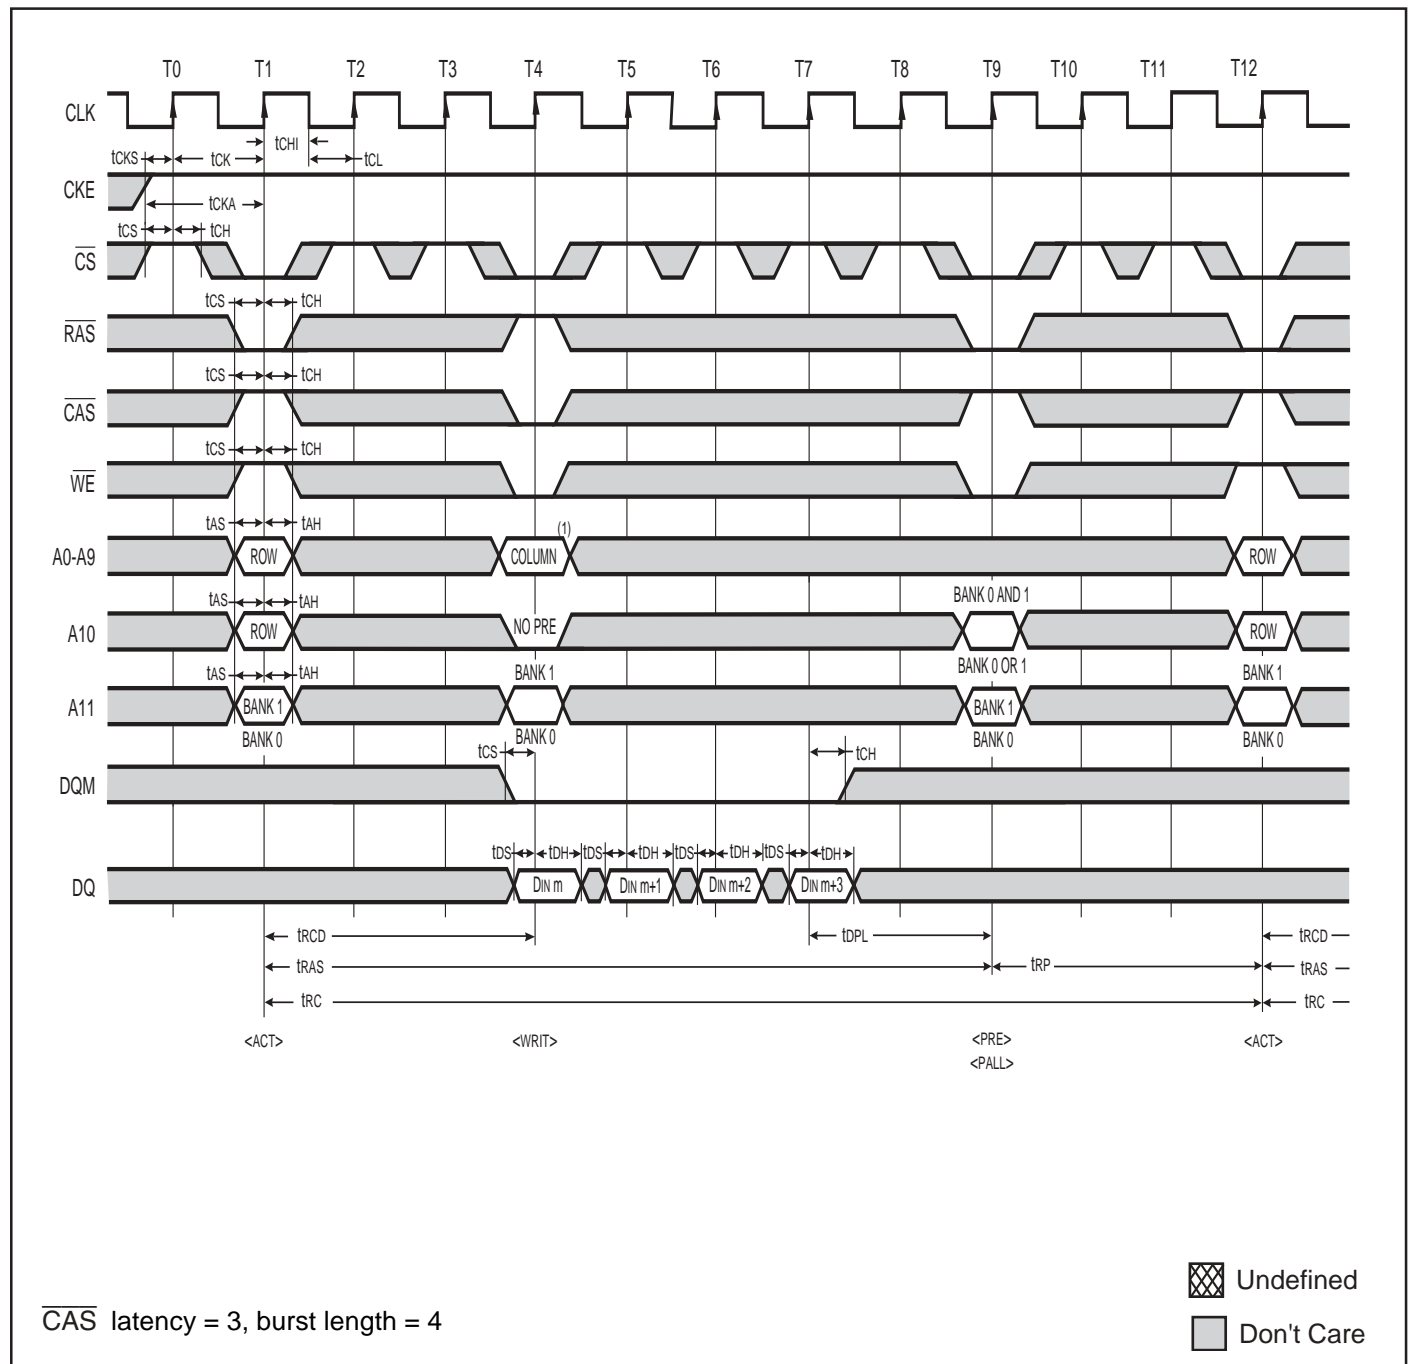 T0 T1 T2 T3 T4 T5 T6 T7 T8 T9 T10 T11 T12
CLK
tCHI
tCKS tCK tCL
CKE
tCKA
tCS tCH
CS
tCS tCH
RAS
tCS tCH
CAS
tCS tCH
WE
tAS tAH (1)
A0-A9 ROW COLUMN ROW
tAS tAH BANK 0 AND 1
A10 ROW NO PRE ROW
tAS tAH BANK 1 BANK 0 OR 1 BANK 1
A11 BANK 1 BANK 1
BANK 0 BANK 0 BANK 0 BANK 0
tCS tCH
DQM
tDS tDH tDS tDH tDS tDH tDS tDH
DQ DIN m DIN m+1 DIN m+2 DIN m+3
tRCD tDPL tRCD
tRAS tRP tRAS
tRC tRC
<ACT> <WRIT> <PRE> <ACT>
<PALL>
Undefined
CAS latency = 3, burst length = 4
Don't Care